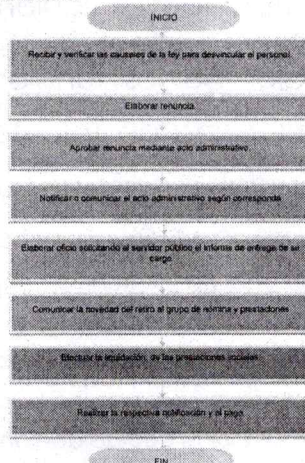 INICIO
Recibir y verificar las causales de la ley para desvincular el personal.
Elaborar renuncia.
Aprobar renuncia mediante acto administrativo.
Notificar o comunicar el acto administrativo según corresponda
Elaborar oficio solicitando al servidor público el informe de entrega de su
cargo
Comunicar la novedad del retiro al grupo de nómina y prestaciones
Efectuar la liquidación, de las prestaciones sociales
Realizar la respectiva notificación y al pago.
FIN